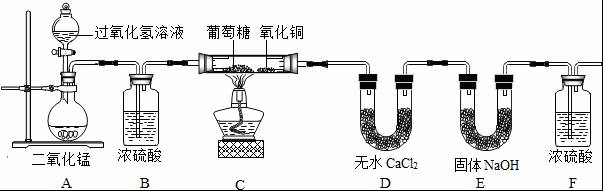 过氧化氢溶液
葡萄糖 氧化铜
二氧化锰
浓硫酸
无水 CaCl₂
固体 NaOH
浓硫酸
A B C D E F